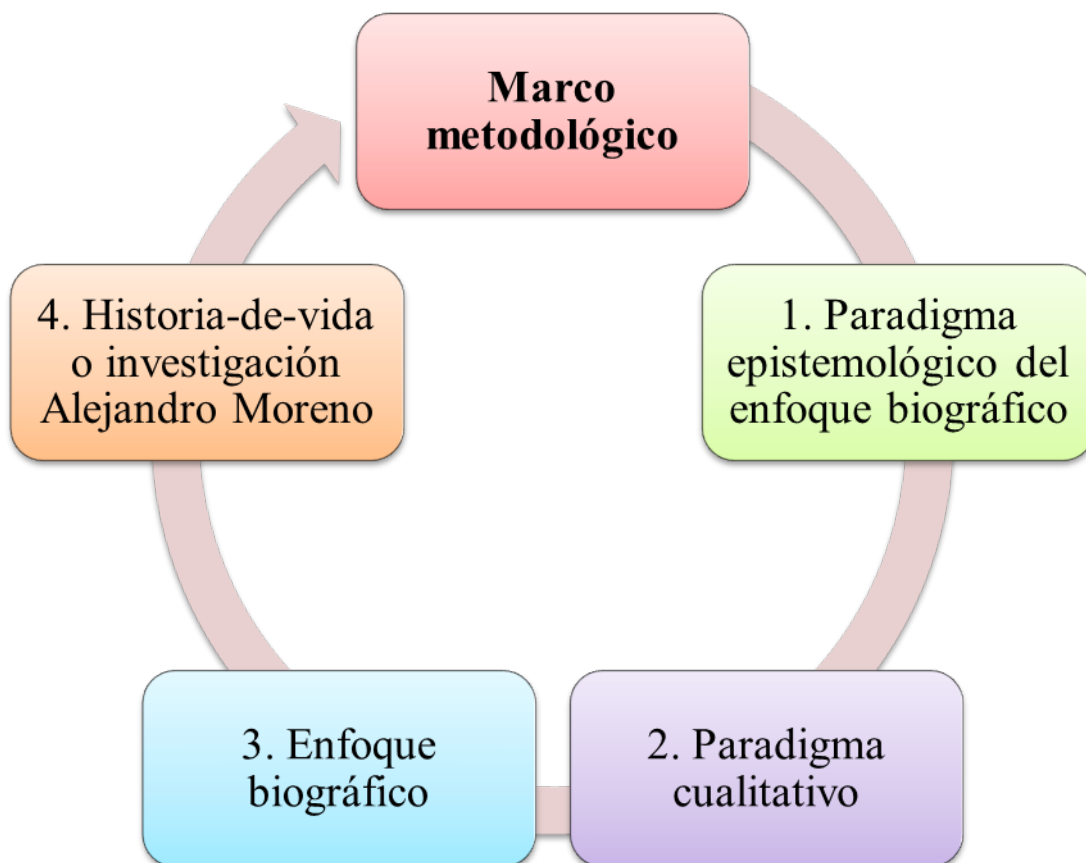 Marco
metodológico
1. Paradigma
epistemológico del
enfoque biográfico
2. Paradigma
cualitativo
3. Enfoque
biográfico
4. Historia-de-vida
o investigación
Alejandro Moreno